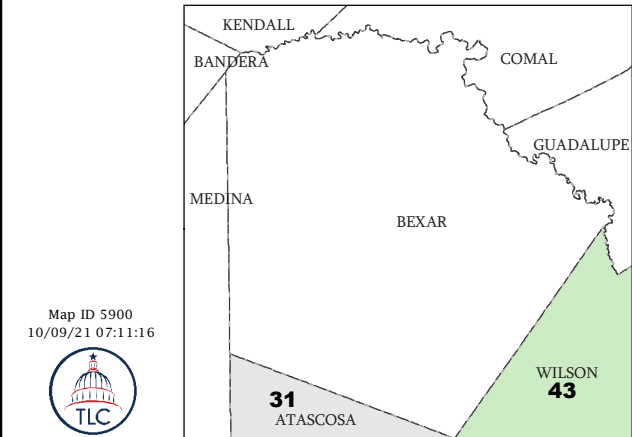 KENDALL
BANDERA
COMAL
GUADALUPE
MEDINA
BEXAR
Map ID 5900
10/09/21 07:11:16
TLC
WILSON
43
31
ATASCOSA